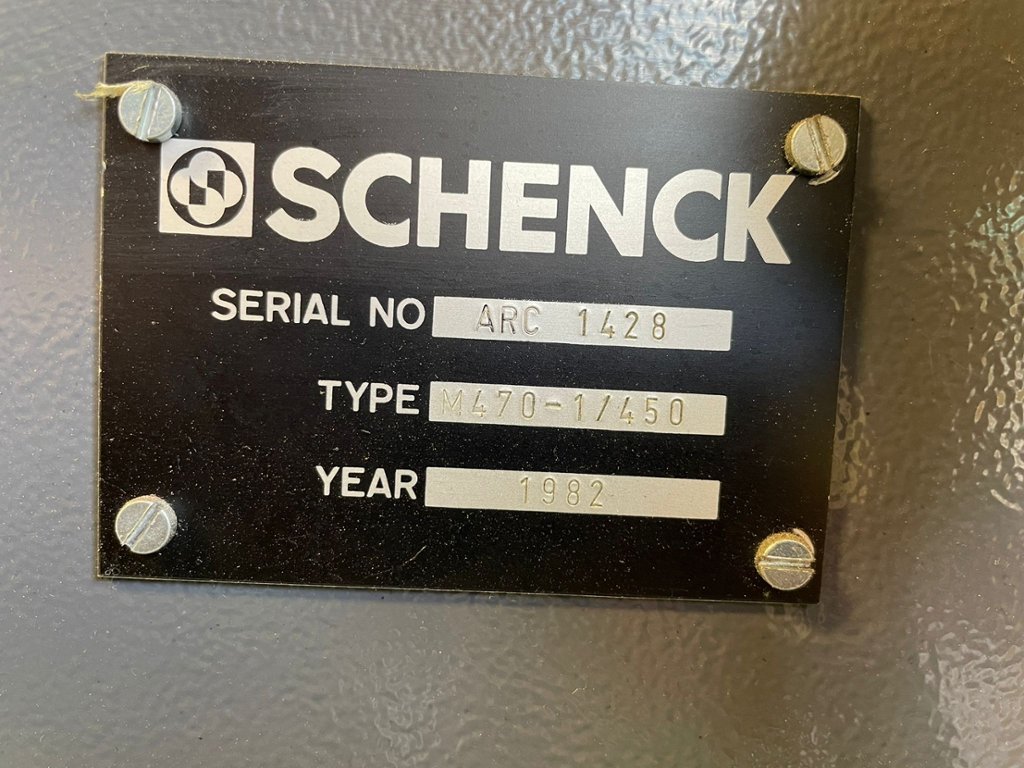 SCHENCK
SERIAL NO ARC 1428
TYPE M470-1/450
YEAR 1982